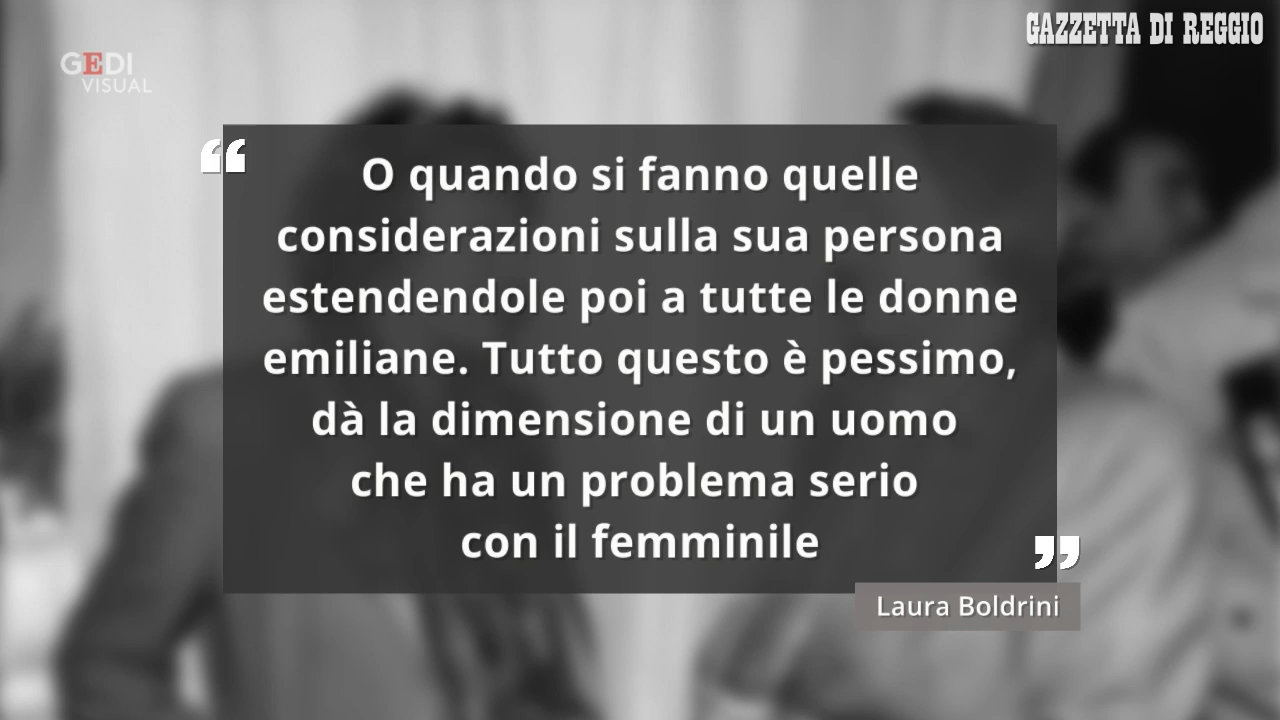 GAZZETTA DI REGGIO
GEDI
VISUAL
“
O quando si fanno quelle
considerazioni sulla sua persona
estendendole poi a tutte le donne
emiliane. Tutto questo è pessimo,
dà la dimensione di un uomo
che ha un problema serio
con il femminile
”
Laura Boldrini